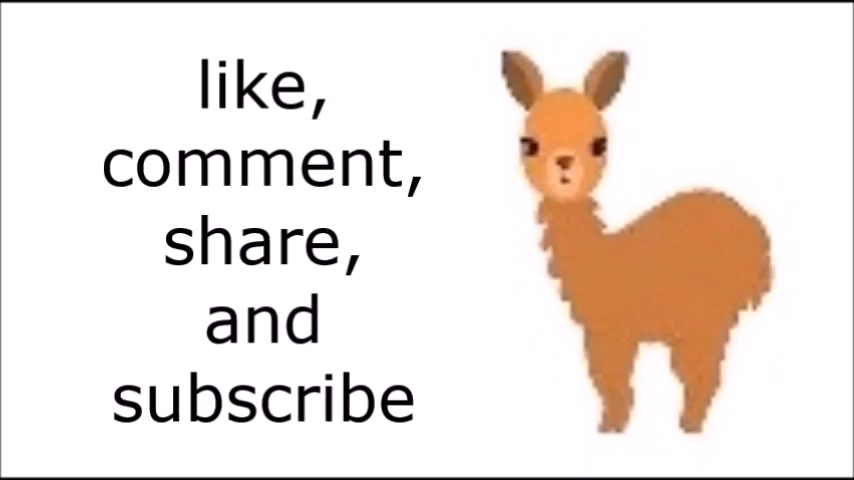 like,
comment,
share,
and
subscribe